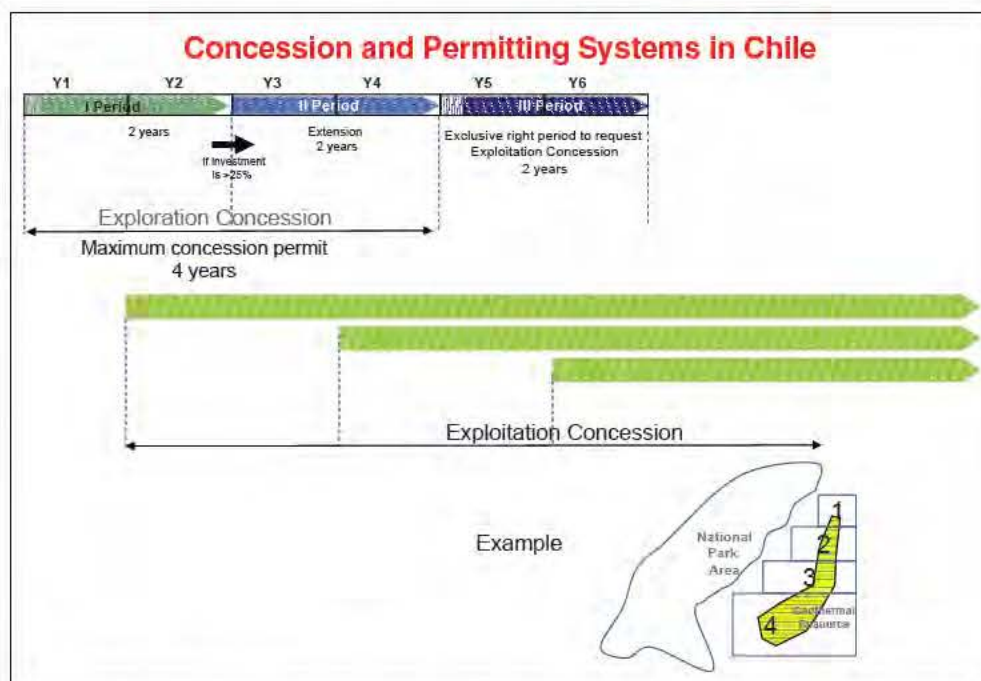 Concession and Permitting Systems in Chile
Y1 Y2 Y3 Y4 Y5 Y6
I Period II Period III Period
2 years
If Investment
Is >25%
Extension
2 years
Exclusive right period to request
Exploitation Concession
2 years
Exploration Concession
Maximum concession permit
4 years
Exploitation Concession
Example
National
Park
Area
1
2
3
4
Geothermal
Resource